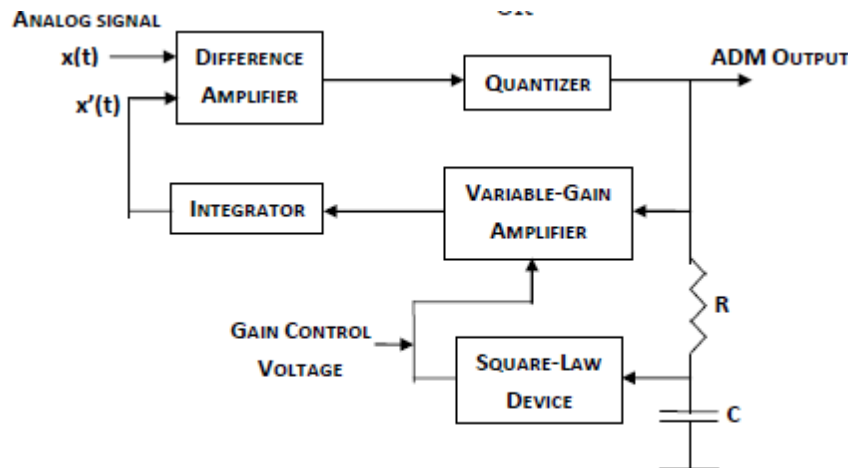 ANALOG SIGNAL
x(t)
x'(t)
DIFFERENCE
AMPLIFIER
QUANTIZER
ADM OUTPUT
INTEGRATOR
VARIABLE-GAIN
AMPLIFIER
R
GAIN CONTROL
VOLTAGE
SQUARE-LAW
DEVICE
C